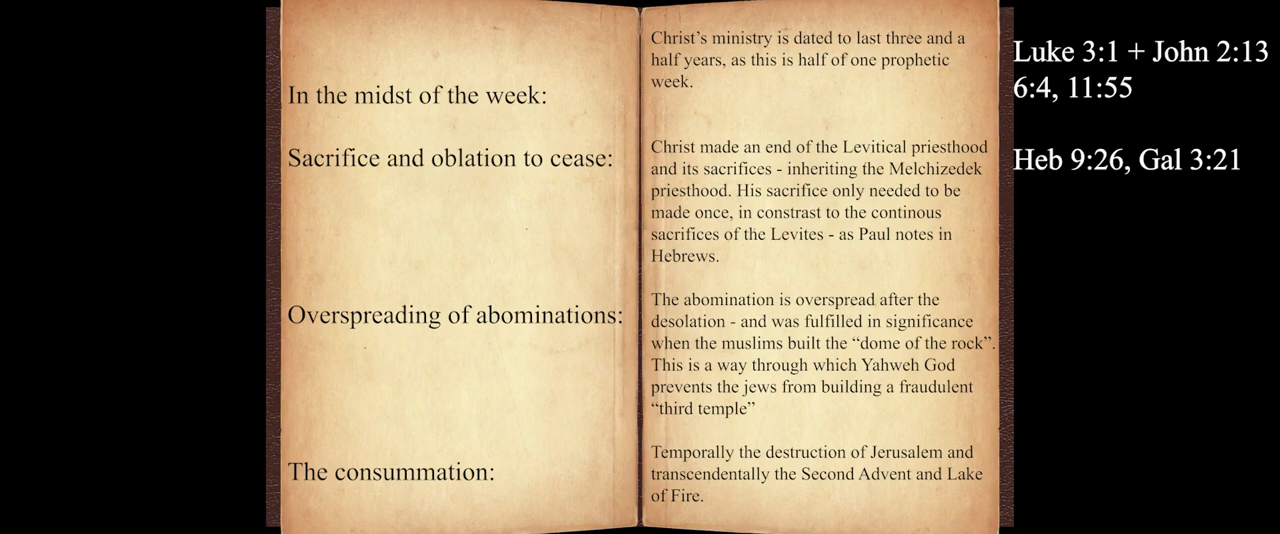 In the midst of the week:
Christ's ministry is dated to last three and a
half years, as this is half of one prophetic
week.
Luke 3:1 + John 2:13
6:4, 11:55
Sacrifice and oblation to cease:
Christ made an end of the Levitical priesthood
and its sacrifices - inheriting the Melchizedek
priesthood. His sacrifice only needed to be
made once, in constrast to the continous
sacrifices of the Levites - as Paul notes in
Hebrews.
Heb 9:26, Gal 3:21
Overspreading of abominations:
The abomination is overspread after the
desolation - and was fulfilled in significance
when the muslims built the “dome of the rock”.
This is a way through which Yahweh God
prevents the jews from building a fraudulent
“third temple”
The consummation:
Temporally the destruction of Jerusalem and
transcendentally the Second Advent and Lake
of Fire.